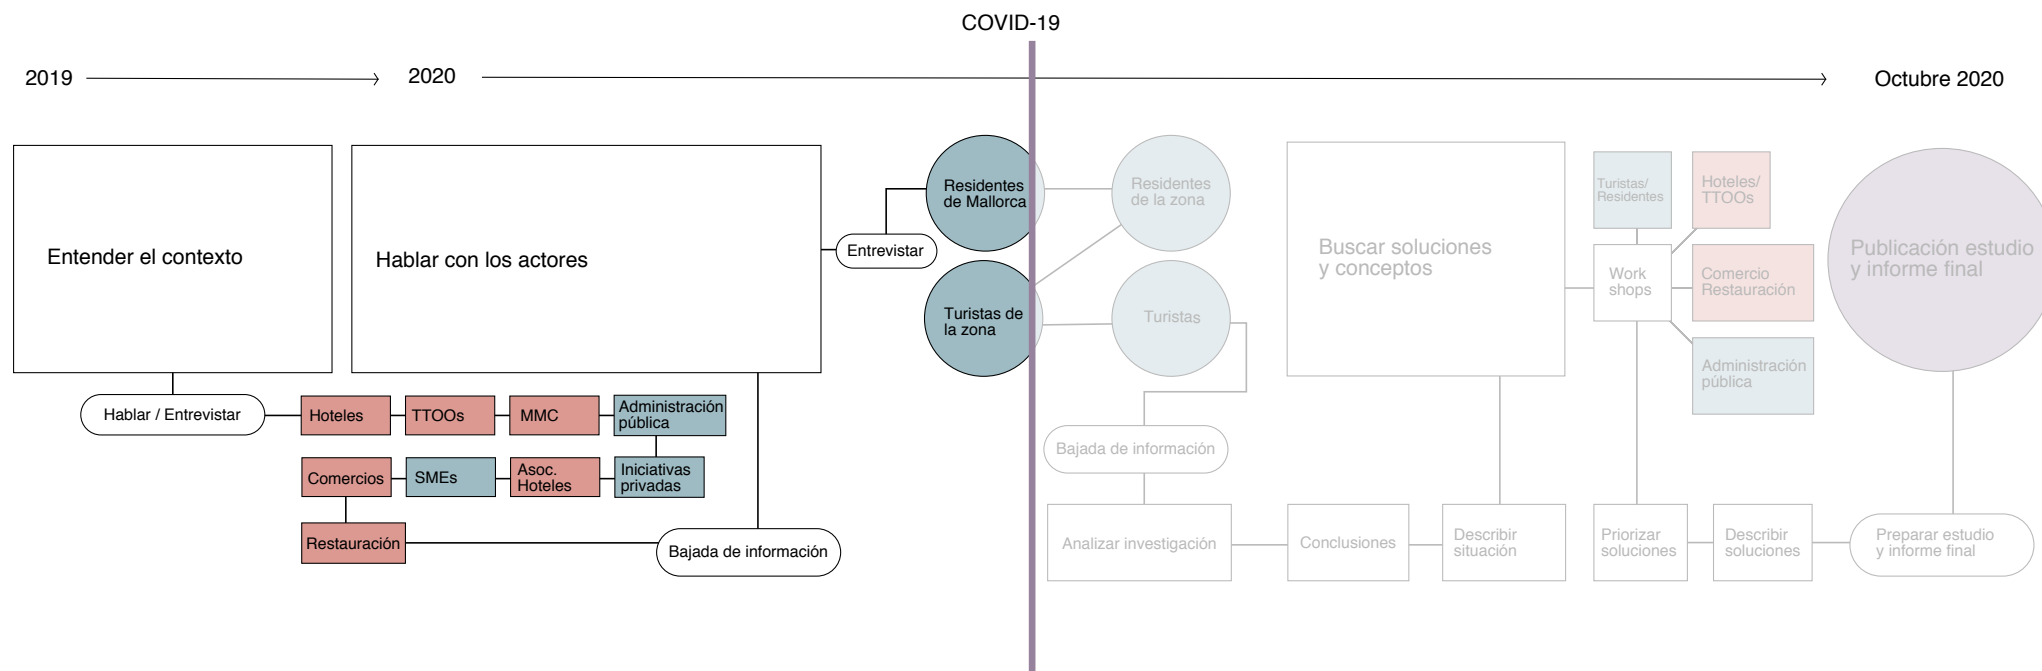 COVID-19
2019
2020
Octubre 2020
Entender el contexto
Hablar con los actores
Entrevistar
Residentes
de Mallorca
Turistas de
la zona
Residentes
de la zona
Turistas
Buscar soluciones
y conceptos
Turistas/
Residentes
Hoteles/
TTOOs
Work
shops
Comercio
Restauración
Administración
pública
Publicación estudio
y informe final
Hablar / Entrevistar
Hoteles
TTOOs
MMC
Administración
pública
Comercios
SMEs
Asoc.
Hoteles
Iniciativas
privadas
Restauración
Bajada de información
Bajada de información
Analizar investigación
Conclusiones
Describir
situación
Priorizar
soluciones
Describir
soluciones
Preparar estudio
y informe final